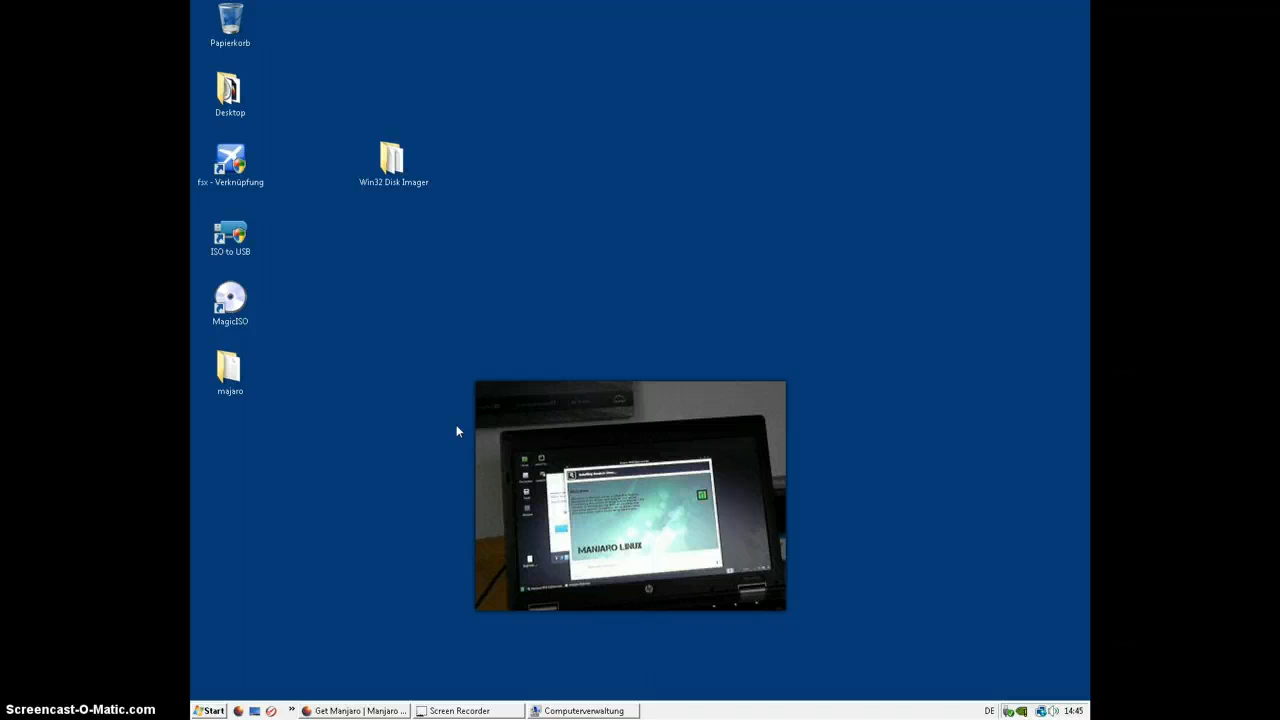 Papierkorb
Desktop
fsx - Verknüpfung
Win32 Disk Imager
ISO to USB
MagicISO
majaro
MANJARO LINUX
Start
»
Get Manjaro | Manjaro ...
Screen Recorder
Computerverwaltung
DE
14:45
Screencast-O-Matic.com